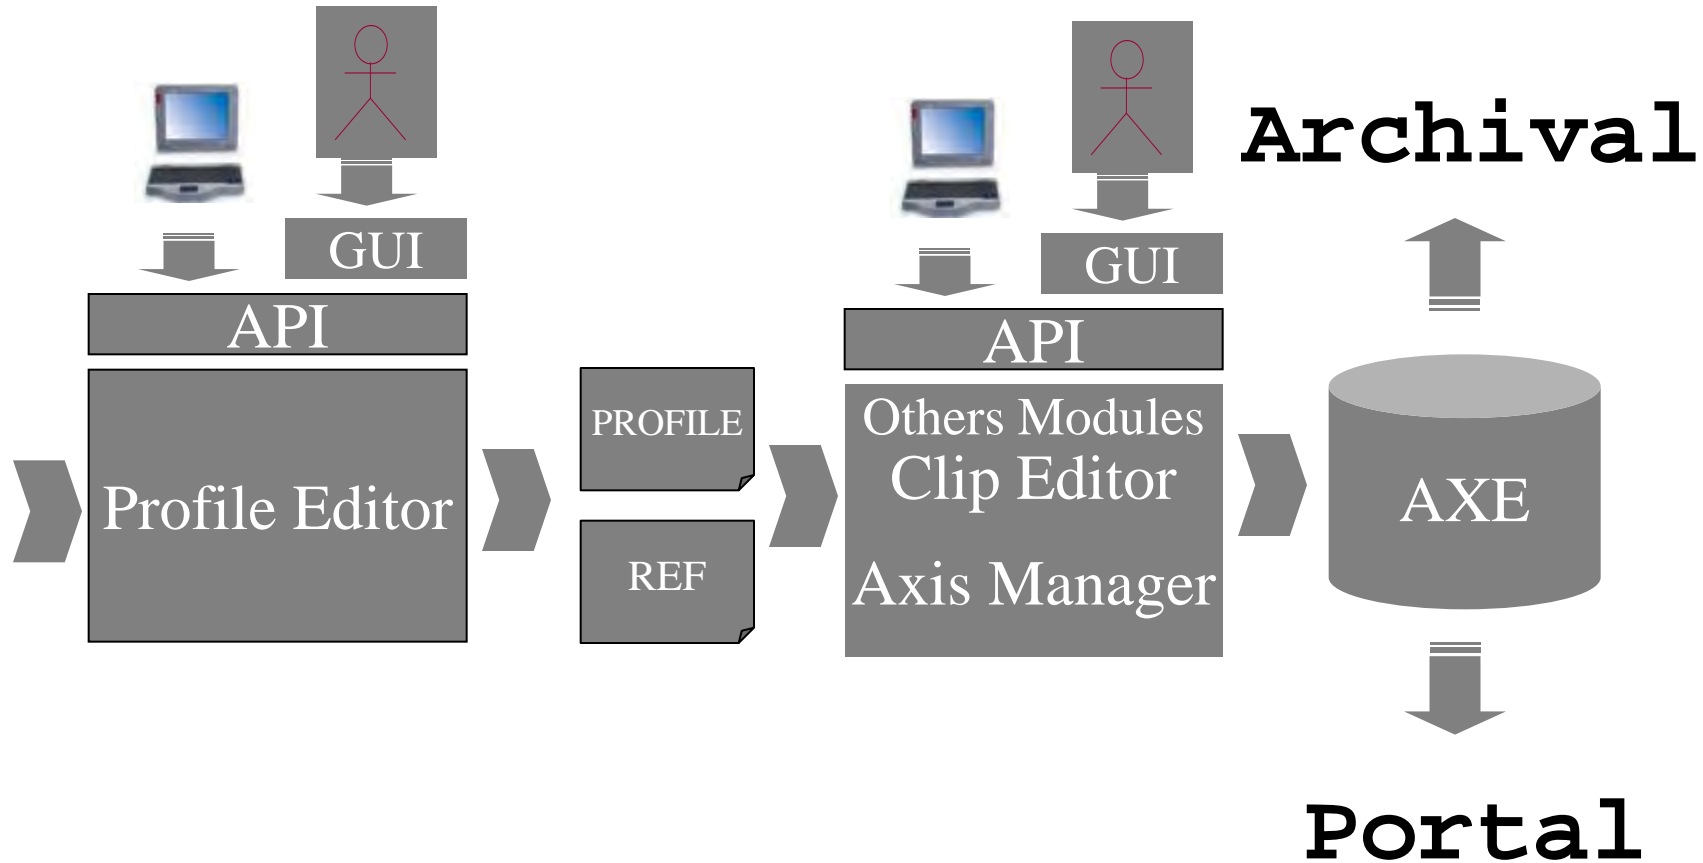 GUI
API
Profile Editor
PROFILE
REF
GUI
API
Others Modules
Clip Editor
Axis Manager
Archival
AXE
Portal